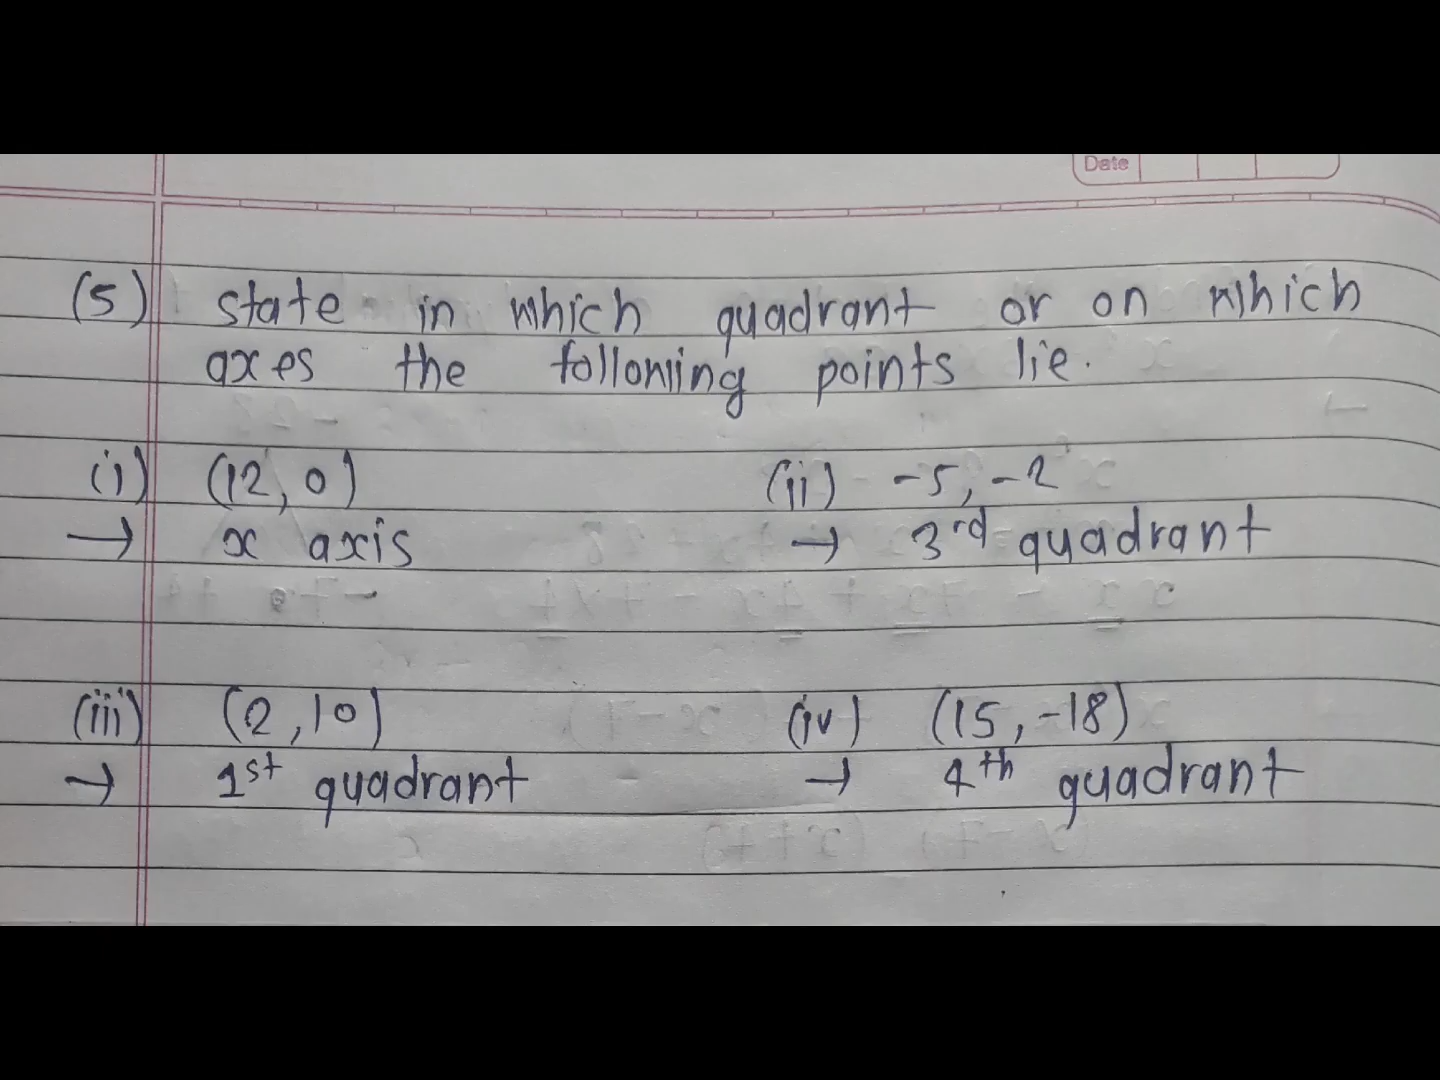 Date
(5) state in which quadrant or on which
axes the following points lie.
(i) (12, 0) (ii) -5, -2
→ x axis → 3rd quadrant
(iii) (2, 10) (iv) (15, -18)
→ 1st quadrant → 4th quadrant